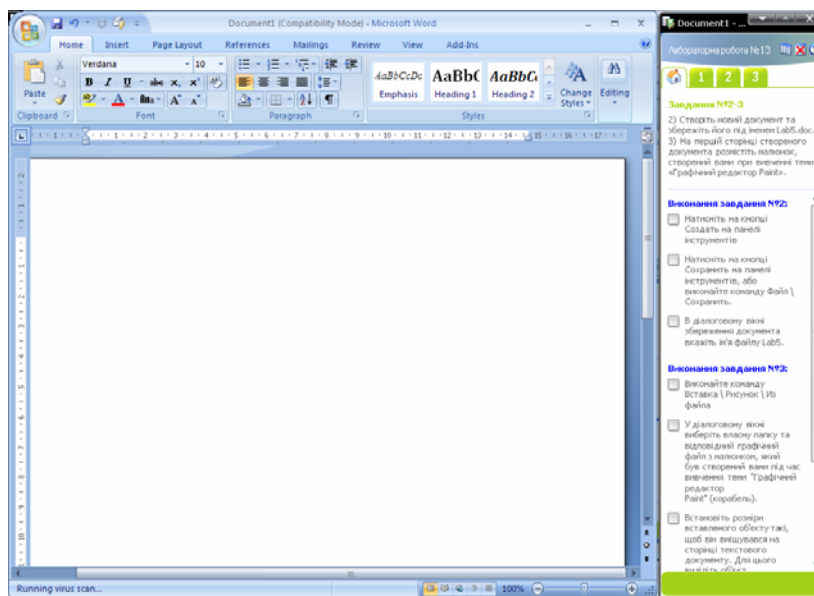 Document1 (Compatibility Mode) - Microsoft Word
Home Insert Page Layout References Mailings Review View Add-Ins
Verdana 10
Paste
Clipboard Font Paragraph Styles
AaBbCcDc AaBbC AaBbCc
Emphasis Heading 1 Heading 2
Change Styles
Editing
Running virus scan...
100%
Document1 - ...
Лабораторна робота №13
1 2 3
Завдання №2-3
2) Створіть новий документ та
збережіть його під іменем Lab5.doc.
3) На першій сторінці створеного
документа розмістіть малюнок,
створений вами при вивченні теми
«Графічний редактор Paint».
Виконання завдання №2:
Натисніть на кнопці
Создать на панелі
інструментів
Натисніть на кнопці
Сохранить на панелі
інструментів, або
виконайте команду Файл \
Сохранить.
В діалоговому вікні
збереження документа
вкажіть ім'я файлу Lab5.
Виконання завдання №3:
Виконайте команду
Вставка \ Рисунок \ Из
файла
У діалоговому вікні
виберіть власну папку та
відповідний графічний
файл з малюнком, який
був створений вами під час
вивчення теми "Графічний
редактор
Paint" (корабель).
Встановіть розміри
вставленого об'єкту такі,
щоб він вміщувався на
сторінці текстового
документу. Для цього
виділіть об'єкт